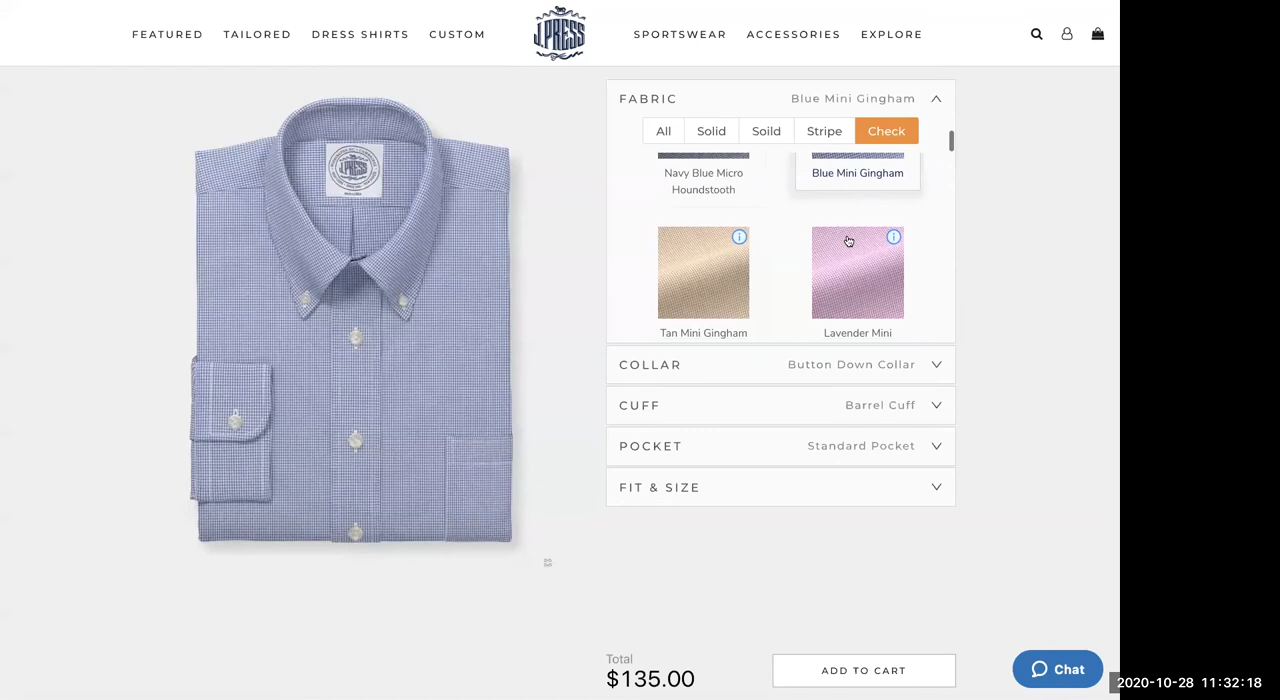 FEATURED TAILORED DRESS SHIRTS CUSTOM J.PRESS SPORTSWEAR ACCESSORIES EXPLORE
FABRIC Blue Mini Gingham
All Solid Soild Stripe Check
Navy Blue Micro
Houndstooth
Blue Mini Gingham
Tan Mini Gingham
Lavender Mini
COLLAR Button Down Collar
CUFF Barrel Cuff
POCKET Standard Pocket
FIT & SIZE
J. PRESS
Total
$135.00
ADD TO CART
Chat
2020-10-28 11:32:18